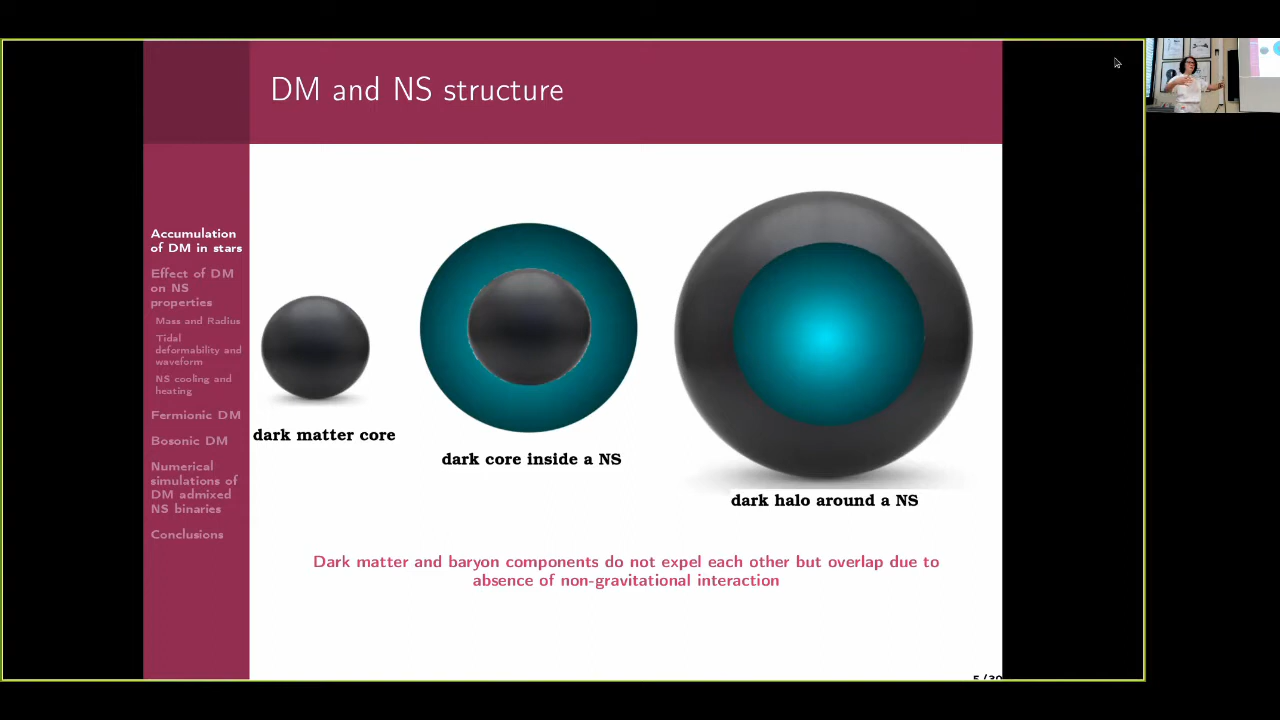 DM and NS structure
Accumulation
of DM in stars
Effect of DM
on NS
properties
Mass and Radius
Tidal
deformability and
waveform
NS cooling and
heating
Fermionic DM
Bosonic DM
Numerical
simulations of
DM admixed
NS binaries
Conclusions
dark matter core
dark core inside a NS
dark halo around a NS
Dark matter and baryon components do not expel each other but overlap due to
absence of non-gravitational interaction
5/30